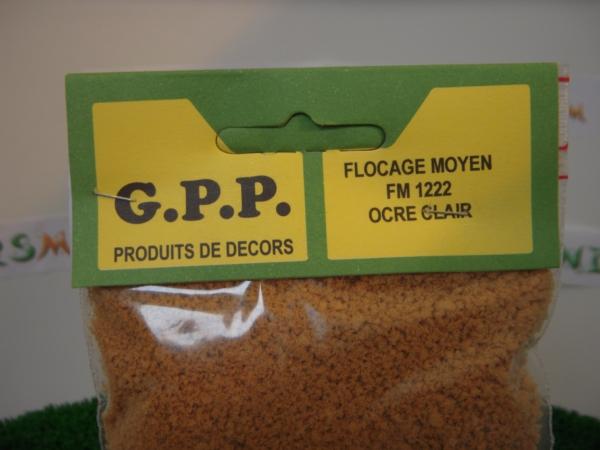 G.P.P.
PRODUITS DE DECORS
FLOCAGE MOYEN
FM 1222
OCRE CLAIR